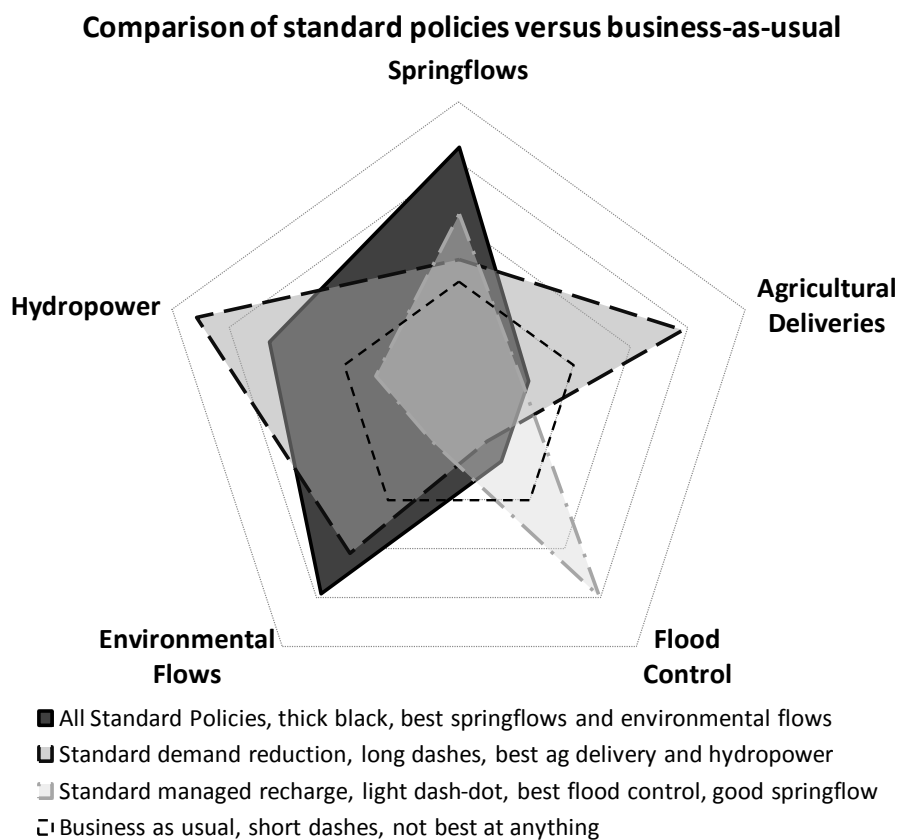 Comparison of standard policies versus business-as-usual
Springflows
Hydropower
Agricultural
Deliveries
Environmental
Flows
Flood
Control
All Standard Policies, thick black, best springflows and environmental flows
Standard demand reduction, long dashes, best ag delivery and hydropower
Standard managed recharge, light dash-dot, best flood control, good springflow
Business as usual, short dashes, not best at anything